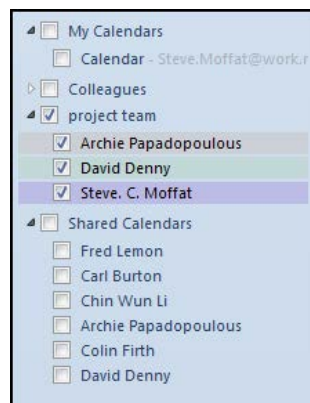 My Calendars
Calendar - Steve.Moffat@work.r
Colleagues
project team
Archie Papadopoulous
David Denny
Steve. C. Moffat
Shared Calendars
Fred Lemon
Carl Burton
Chin Wun Li
Archie Papadopoulous
Colin Firth
David Denny